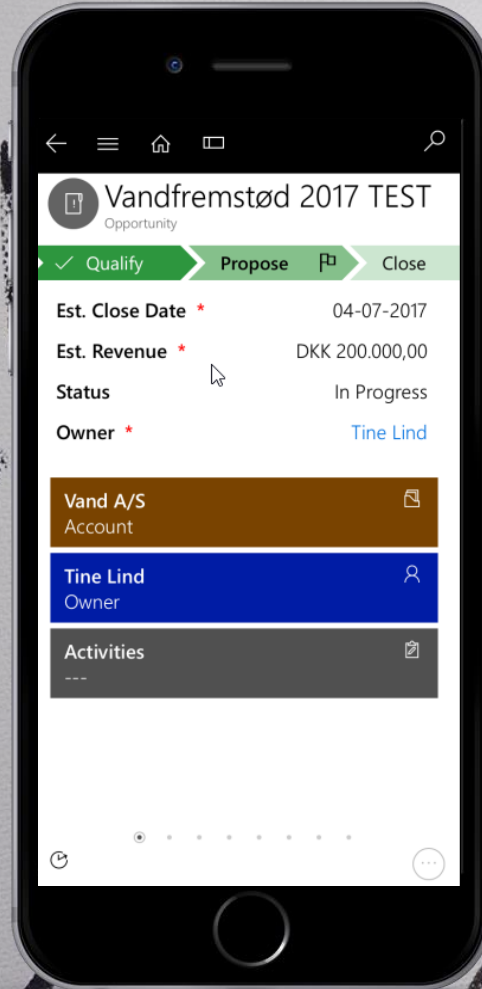 Vandfremstød 2017 TEST
Opportunity
Qualify Propose Close
Est. Close Date * 04-07-2017
Est. Revenue * DKK 200.000,00
Status In Progress
Owner * Tine Lind
Vand A/S
Account
Tine Lind
Owner
Activities
---